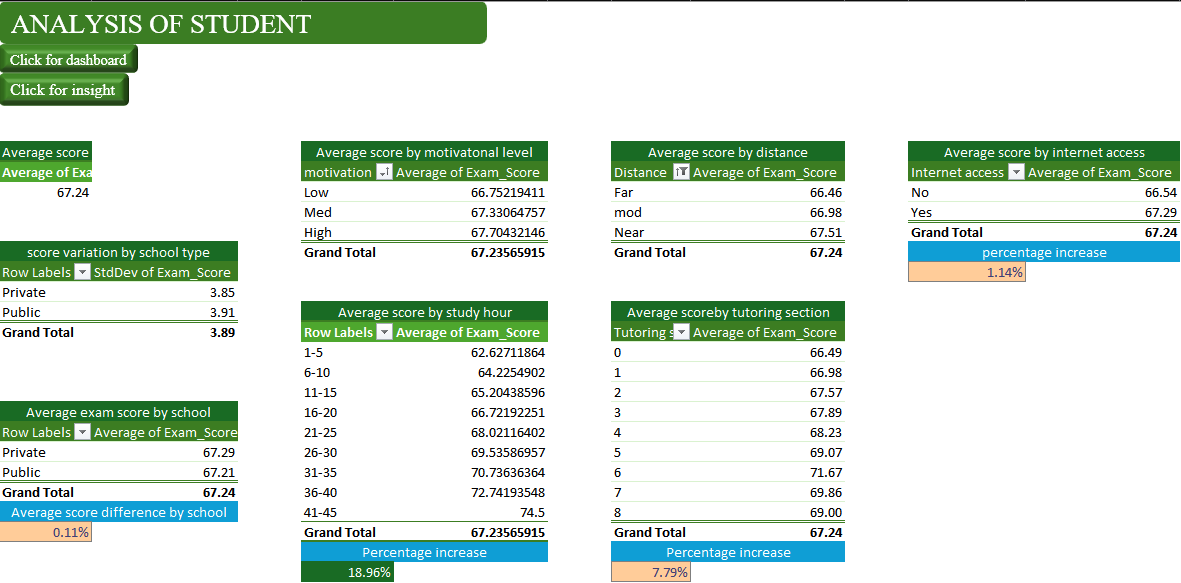 ANALYSIS OF STUDENT
Click for dashboard
Click for insight
Average score
Average of Exa
67.24
score variation by school type
Row Labels StdDev of Exam_Score
Private 3.85
Public 3.91
Grand Total 3.89
Average exam score by school
Row Labels Average of Exam_Score
Private 67.29
Public 67.21
Grand Total 67.24
Average score difference by school
0.11%
Average score by motivatonal level
motivation Average of Exam_Score
Low 66.75219411
Med 67.33064757
High 67.70432146
Grand Total 67.23565915
Average score by study hour
Row Labels Average of Exam_Score
1-5 62.62711864
6-10 64.2254902
11-15 65.20438596
16-20 66.72192251
21-25 68.02116402
26-30 69.53586957
31-35 70.73636364
36-40 72.74193548
41-45 74.5
Grand Total 67.23565915
Percentage increase
18.96%
Average score by distance
Distance Average of Exam_Score
Far 66.46
mod 66.98
Near 67.51
Grand Total 67.24
Average scoreby tutoring section
Tutoring s Average of Exam_Score
0 66.49
1 66.98
2 67.57
3 67.89
4 68.23
5 69.07
6 71.67
7 69.86
8 69.00
Grand Total 67.24
Percentage increase
7.79%
Average score by internet access
Internet access Average of Exam_Score
No 66.54
Yes 67.29
Grand Total 67.24
percentage increase
1.14%